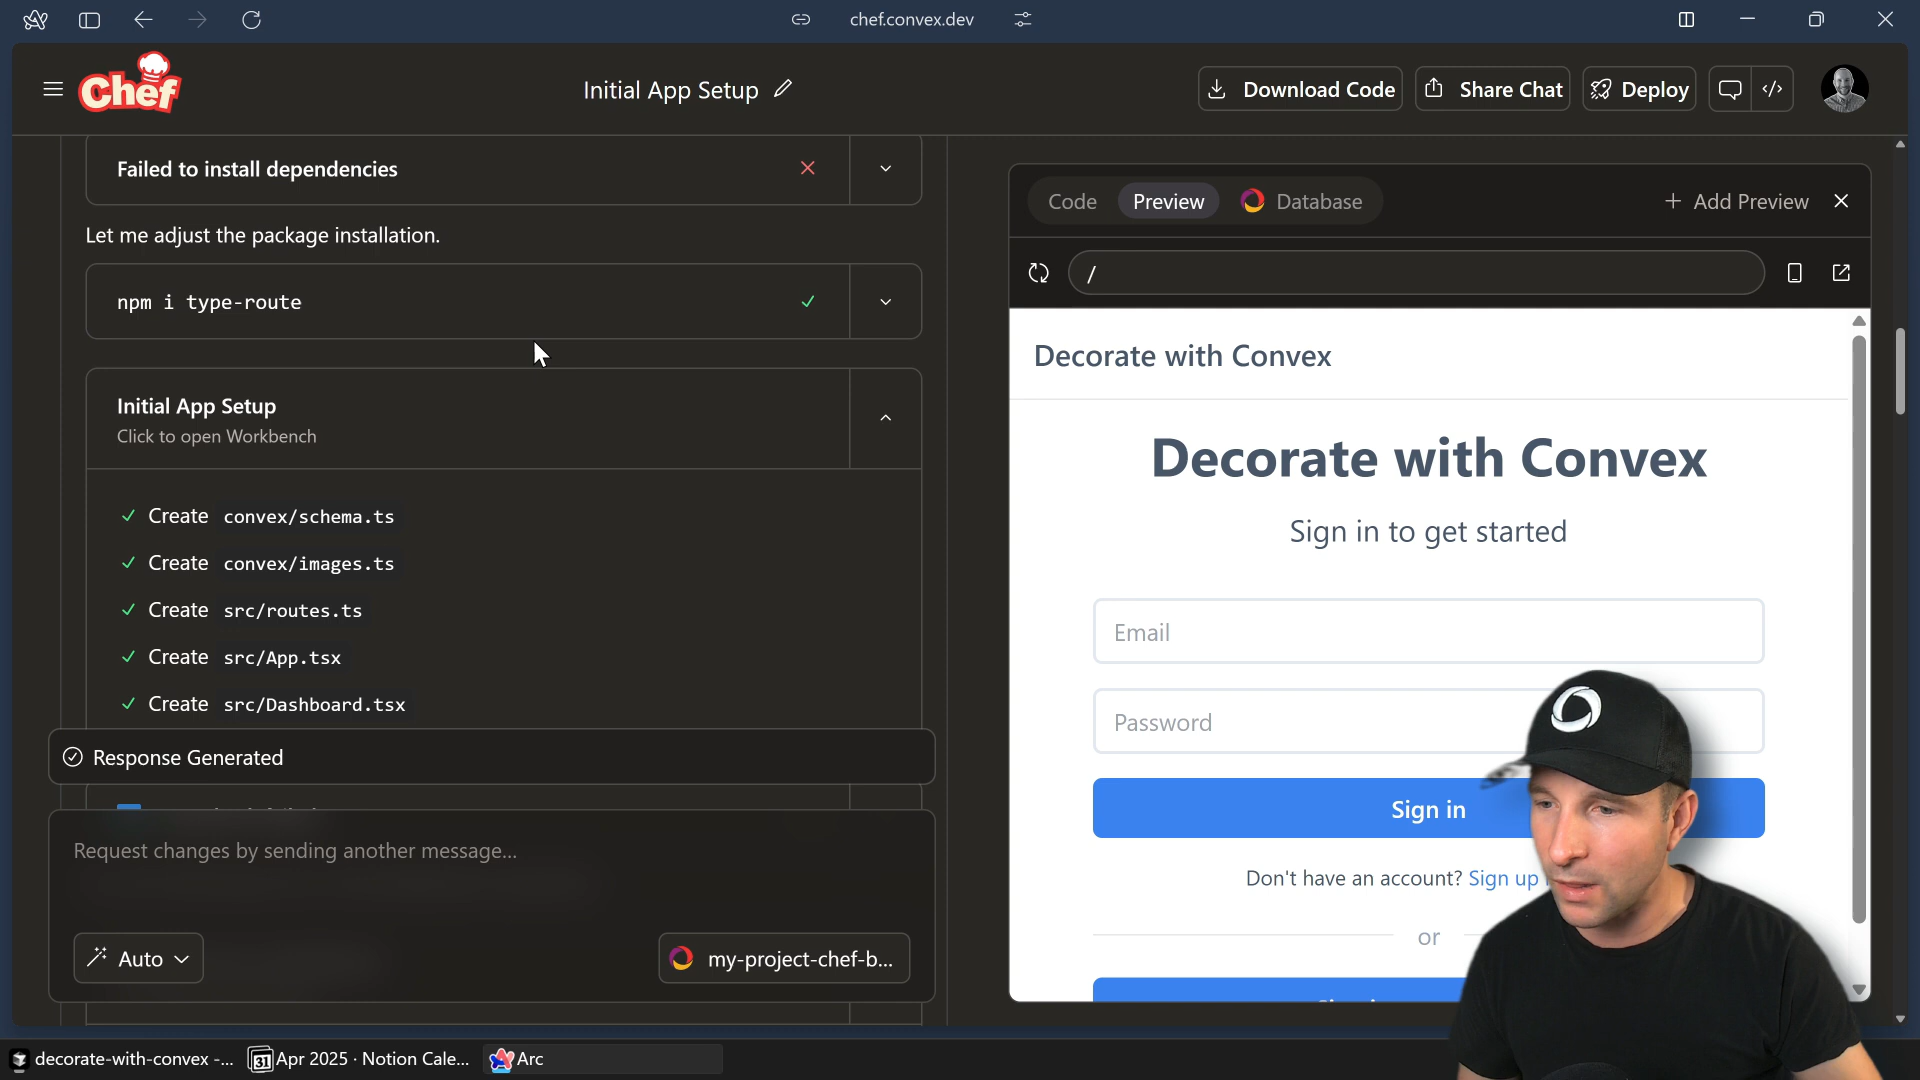 chef.convex.dev
Chef
Initial App Setup
Download Code
Share Chat
Deploy
Failed to install dependencies
Let me adjust the package installation.
npm i type-route
Initial App Setup
Click to open Workbench
Create convex/schema.ts
Create convex/images.ts
Create src/routes.ts
Create src/App.tsx
Create src/Dashboard.tsx
Response Generated
Request changes by sending another message...
Auto
my-project-chef-b...
Code
Preview
Database
+ Add Preview
/
Decorate with Convex
Decorate with Convex
Sign in to get started
Email
Password
Sign in
Don't have an account? Sign up
or
decorate-with-convex -...
31
Apr 2025 · Notion Cale...
Arc